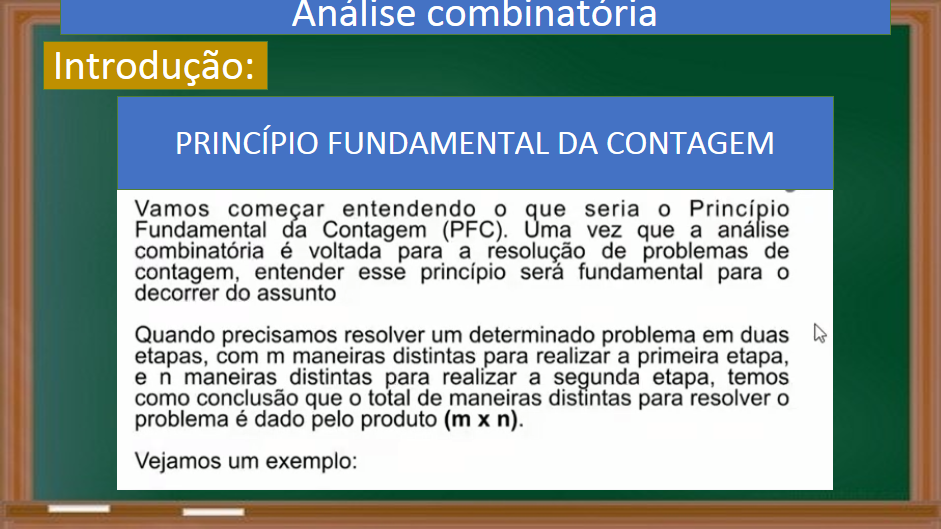 Análise combinatória
Introdução:
PRINCÍPIO FUNDAMENTAL DA CONTAGEM
Vamos começar entendendo o que seria o Princípio
Fundamental da Contagem (PFC). Uma vez que a análise
combinatória é voltada para a resolução de problemas de
contagem, entender esse princípio será fundamental para o
decorrer do assunto
Quando precisamos resolver um determinado problema em duas
etapas, com m maneiras distintas para realizar a primeira etapa,
e n maneiras distintas para realizar a segunda etapa, temos
como conclusão que o total de maneiras distintas para resolver o
problema é dado pelo produto (m x n).
Vejamos um exemplo: